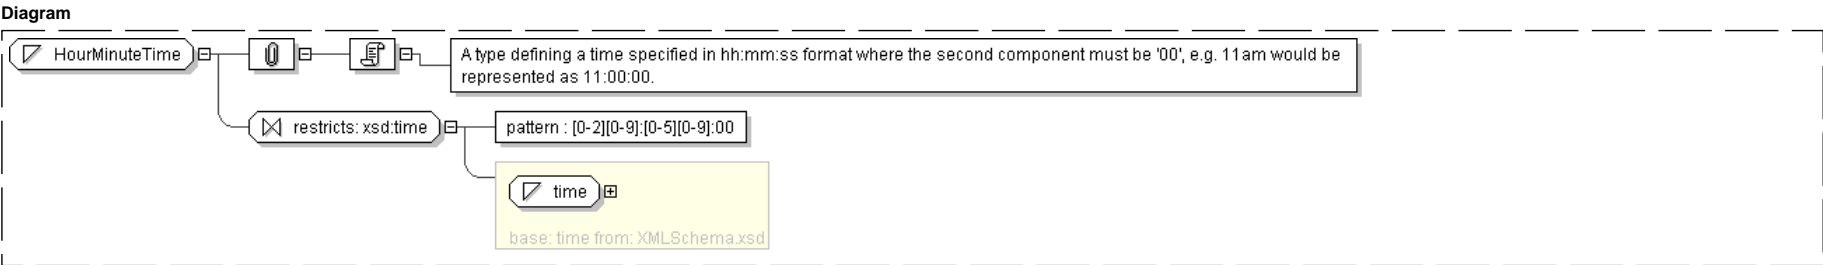 Diagram
HourMinuteTime
A type defining a time specified in hh:mm:ss format where the second component must be '00', e.g. 11am would be
represented as 11:00:00.
restricts: xsd:time
pattern : [0-2][0-9]:[0-5][0-9]:00
time
base: time from: XMLSchema.xsd